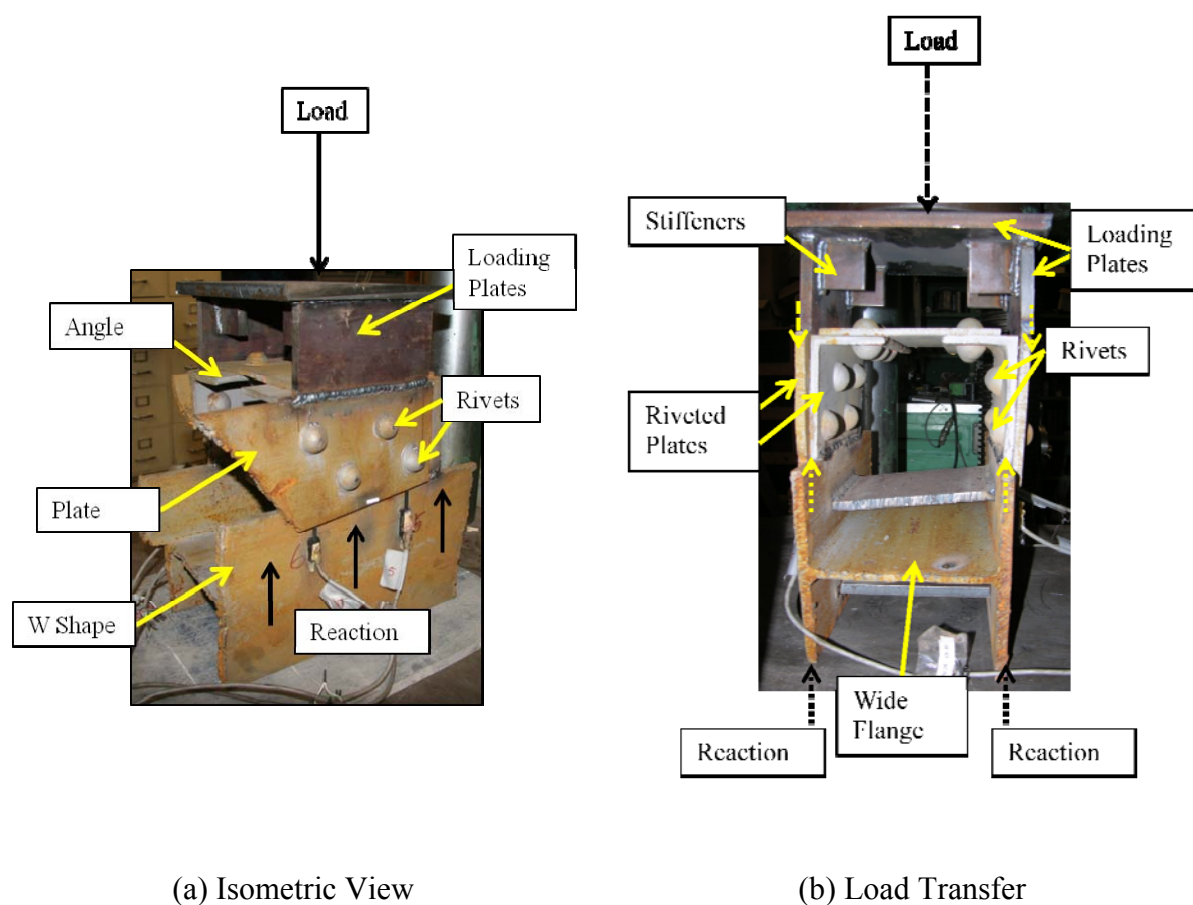 Load
Loading
Plates
Angle
Rivets
Plate
W Shape
Reaction
(a) Isometric View
Load
Stiffeners
Loading
Plates
Rivets
Riveted
Plates
Wide
Flange
Reaction
Reaction
(b) Load Transfer